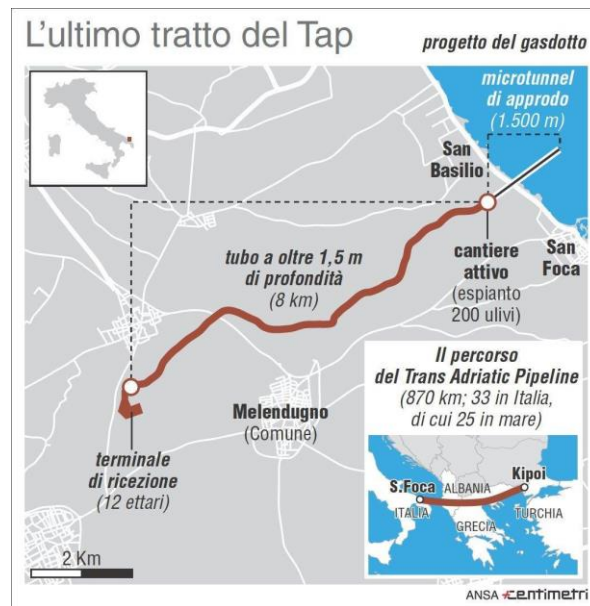 L'ultimo tratto del Tap
progetto del gasdotto
microtunnel
di approdo
(1.500 m)
San
Basilio
cantiere
attivo
(espianto
200 ulivi)
San
Foca
tubo a oltre 1,5 m
di profondità
(8 km)
Melendugno
(Comune)
terminale
di ricezione
(12 ettari)
2 Km
Il percorso
del Trans Adriatic Pipeline
(870 km; 33 in Italia,
di cui 25 in mare)
S.Foca
ALBANIA
Kipoi
ITALIA
GRECIA
TURCHIA
ANSA centimetri